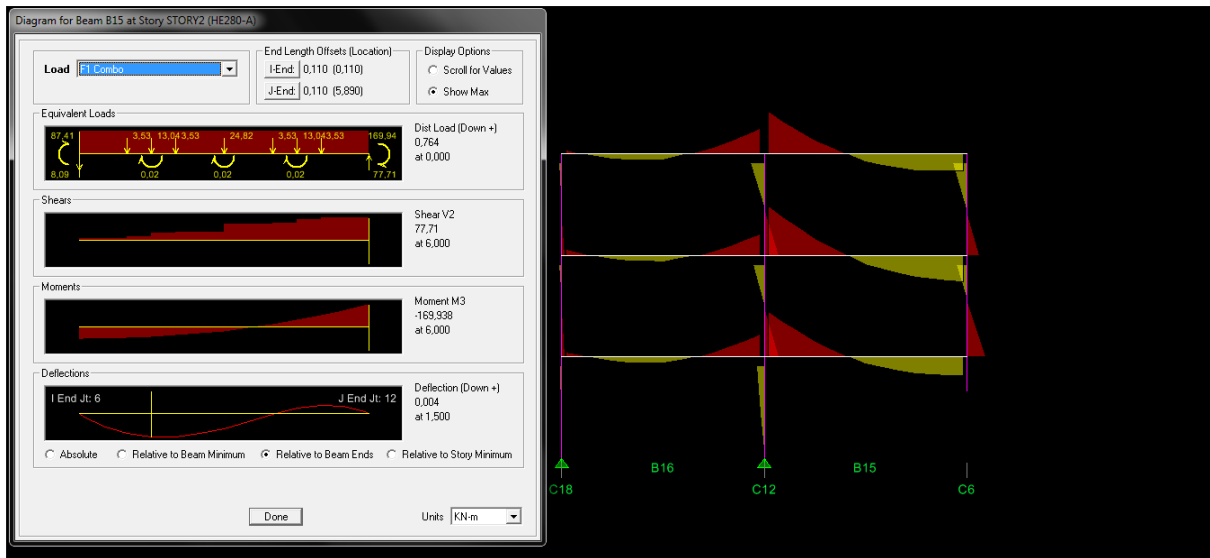 Diagram for Beam B15 at Story STORY2 (HE280-A)
Load F1 Combo
End Length Offsets (Location)
I-End: 0,110 (0,110)
J-End: 0,110 (5,890)
Display Options
Scroll for Values
Show Max
Equivalent Loads
87,41 3,53 13,043,53 24,82 3,53 13,043,53 169,94
8,09 0,02 0,02 0,02 77,71
Dist Load (Down +)
0,764
at 0,000
Shears
Shear V2
77,71
at 6,000
Moments
Moment M3
-169,938
at 6,000
Deflections
I End Jt: 6 J End Jt: 12
Deflection (Down +)
0,004
at 1,500
Absolute Relative to Beam Minimum Relative to Beam Ends Relative to Story Minimum
Done
Units KN-m
B16 B15
C18 C12 C6